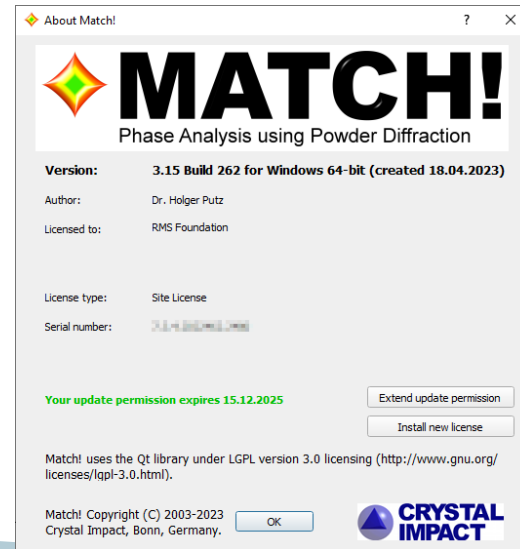 About Match!
MATCH!
Phase Analysis using Powder Diffraction
Version: 3.15 Build 262 for Windows 64-bit (created 18.04.2023)
Author: Dr. Holger Putz
Licensed to: RMS Foundation
License type: Site License
Serial number:
Your update permission expires 15.12.2025
Extend update permission
Install new license
Match! uses the Qt library under LGPL version 3.0 licensing (http://www.gnu.org/
licenses/lgpl-3.0.html).
Match! Copyright (C) 2003-2023
Crystal Impact, Bonn, Germany.
OK
CRYSTAL
IMPACT